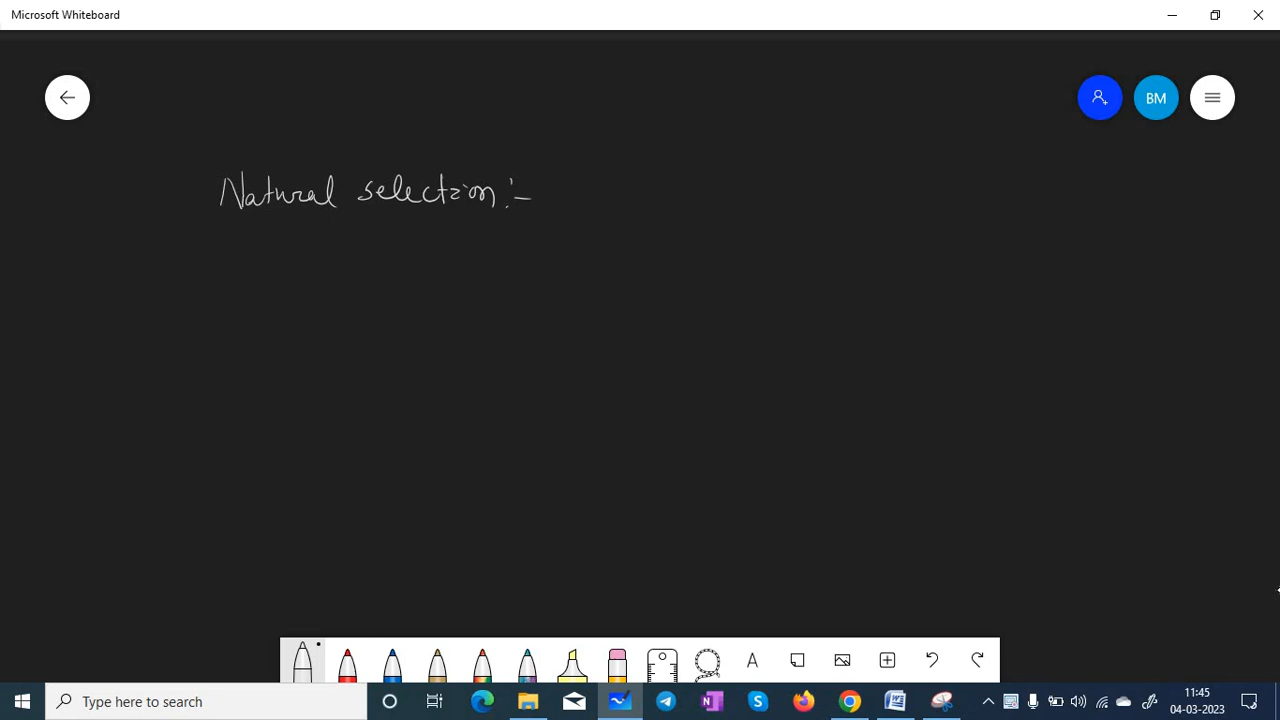 Microsoft Whiteboard
BM
Natural selection :-
A
Type here to search
11:45
04-03-2023